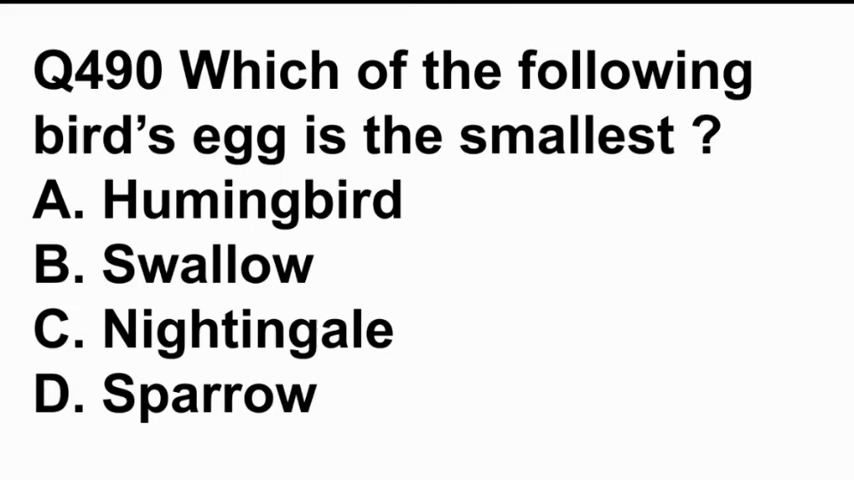 Q490 Which of the following
bird’s egg is the smallest ?
A. Humingbird
B. Swallow
C. Nightingale
D. Sparrow